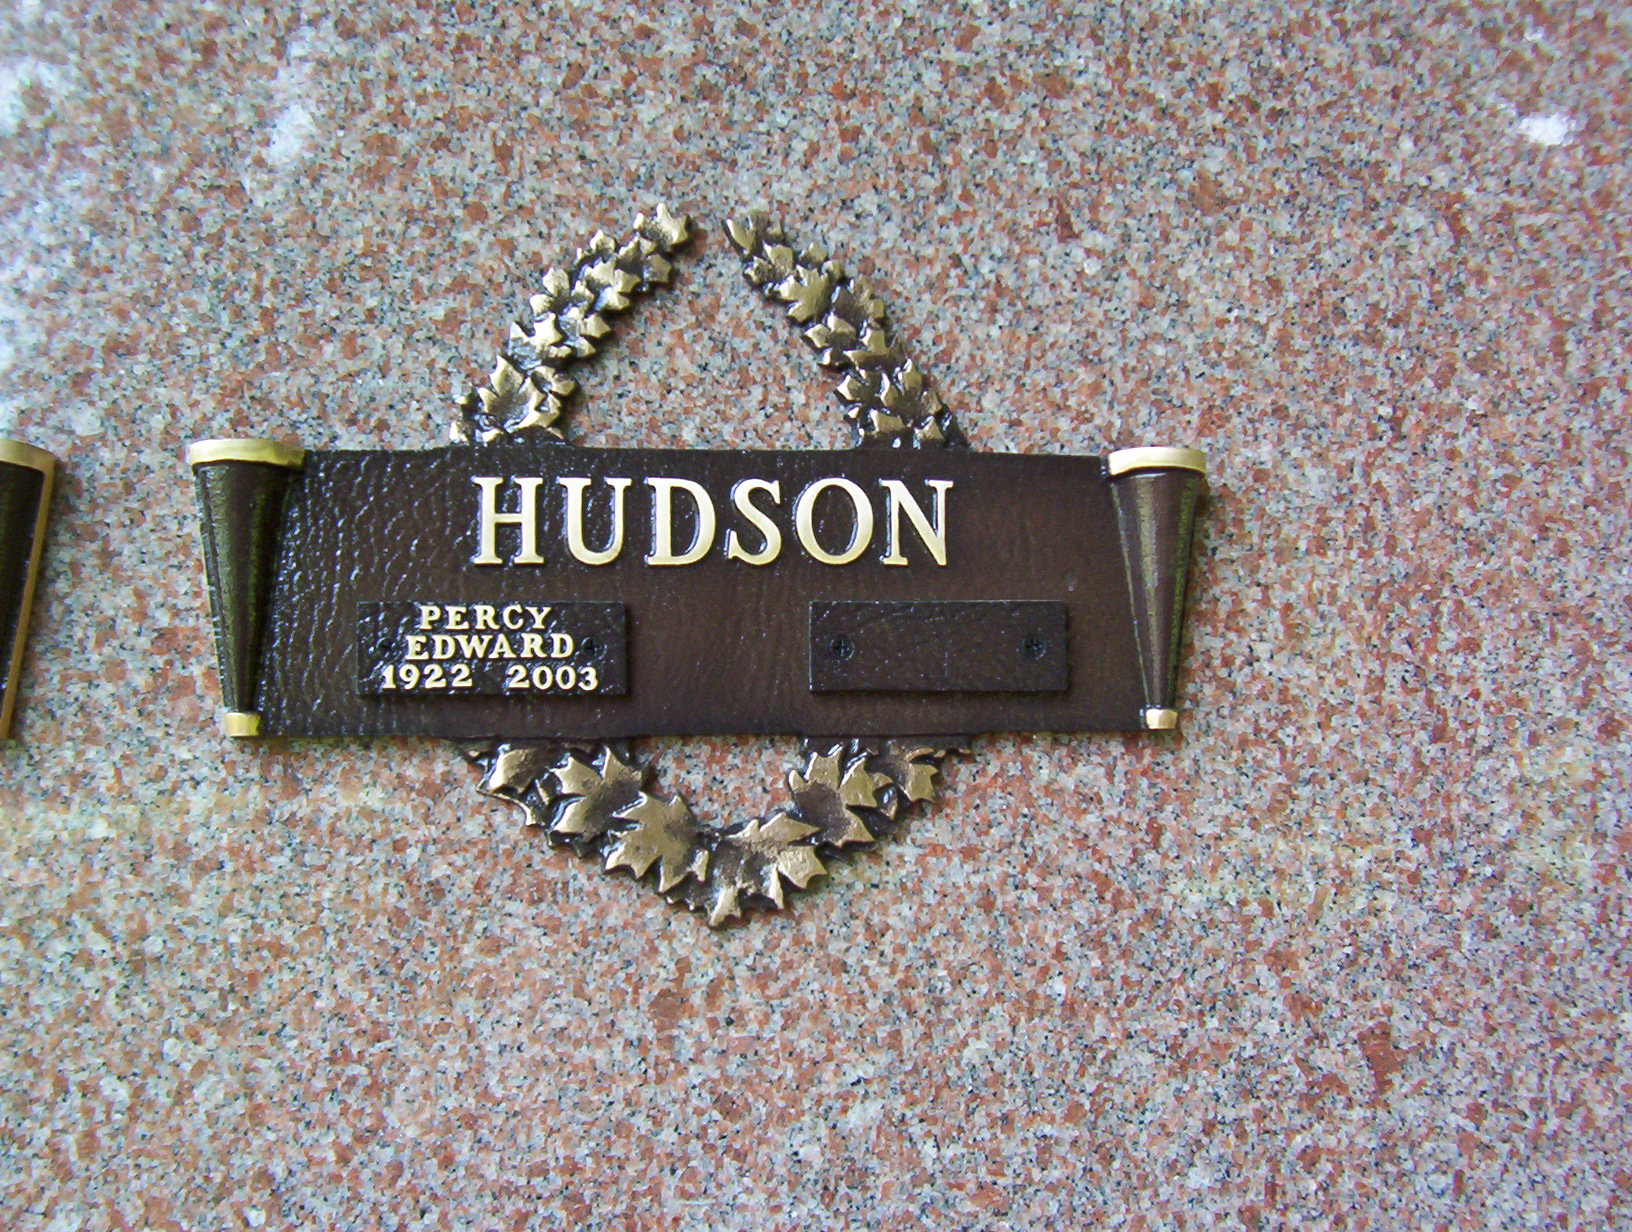 HUDSON
PERCY
EDWARD
1922 2003